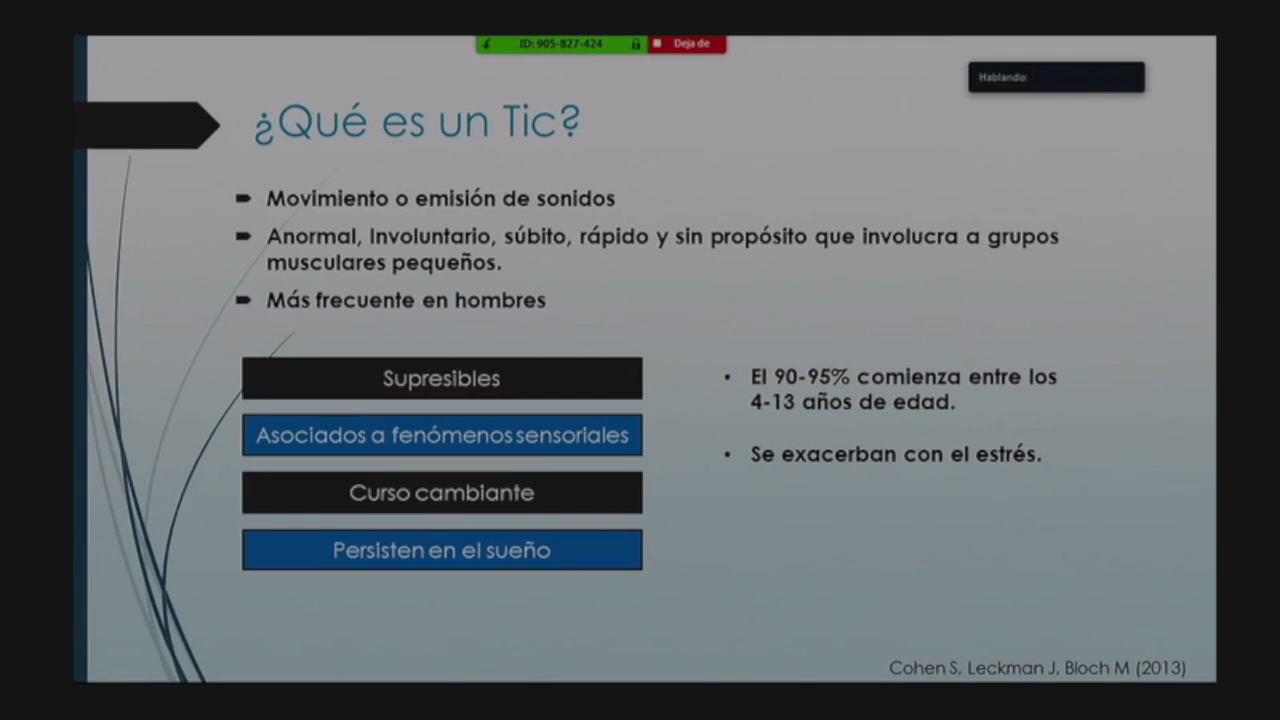 ID: 905-827-424
Deja de
Hablando:
¿Qué es un Tic?
Movimiento o emisión de sonidos
Anormal, Involuntario, súbito, rápido y sin propósito que involucra a grupos
musculares pequeños.
Más frecuente en hombres
Supresibles
Asociados a fenómenos sensoriales
Curso cambiante
Persisten en el sueño
• El 90-95% comienza entre los
4-13 años de edad.
• Se exacerban con el estrés.
Cohen S, Leckman J, Bloch M (2013)